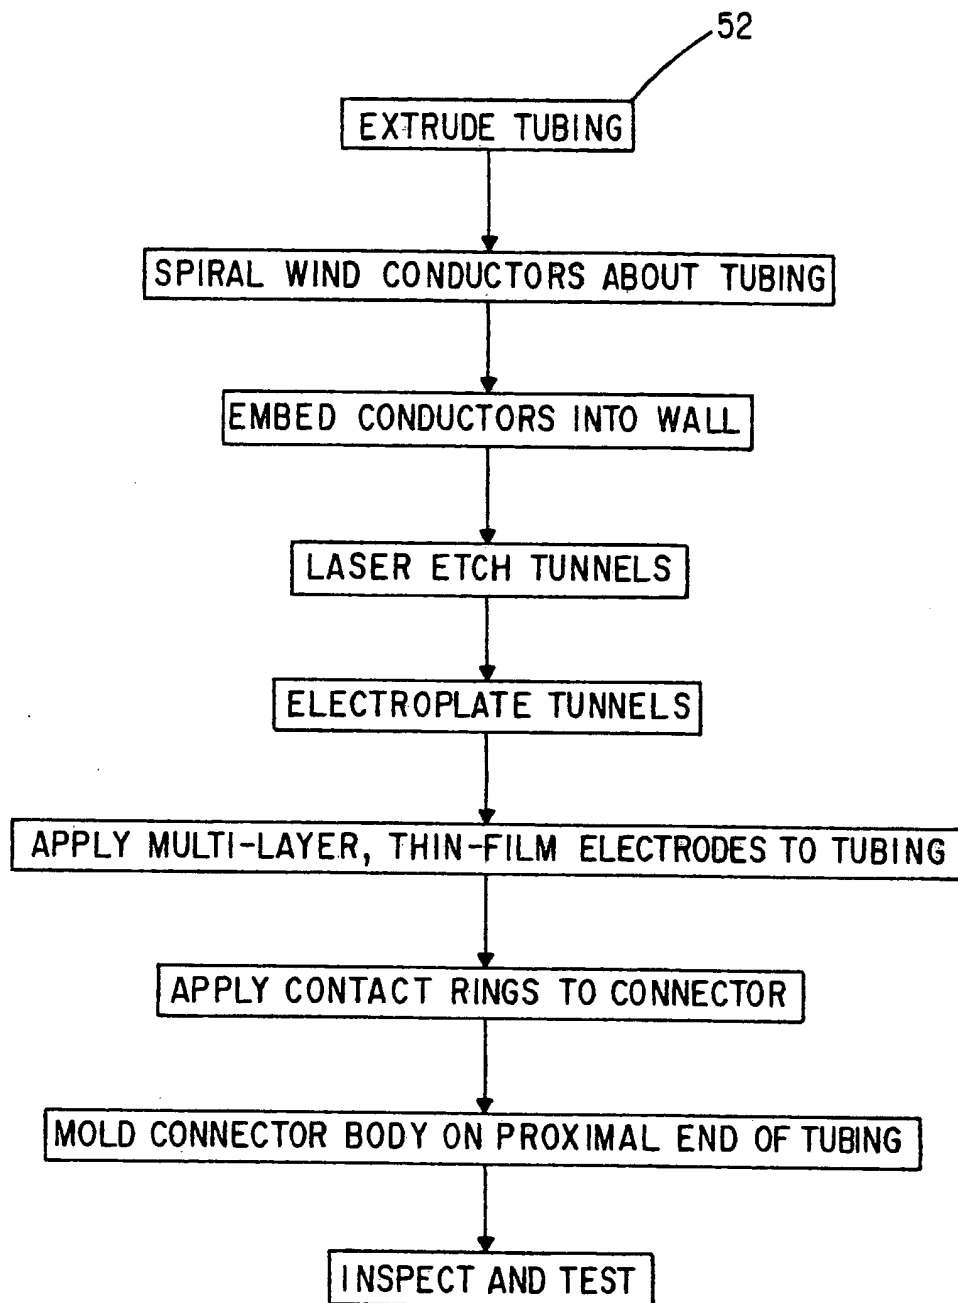 52
EXTRUDE TUBING
SPIRAL WIND CONDUCTORS ABOUT TUBING
EMBED CONDUCTORS INTO WALL
LASER ETCH TUNNELS
ELECTROPLATE TUNNELS
APPLY MULTI-LAYER, THIN-FILM ELECTRODES TO TUBING
APPLY CONTACT RINGS TO CONNECTOR
MOLD CONNECTOR BODY ON PROXIMAL END OF TUBING
INSPECT AND TEST